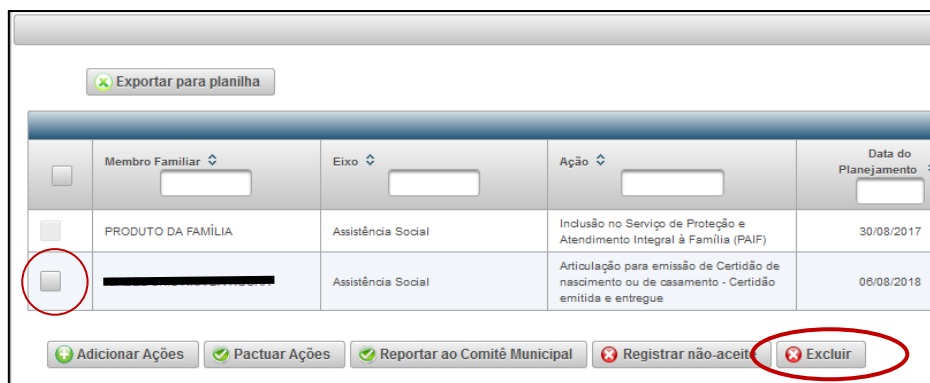 Exportar para planilha
Membro Familiar Eixo Ação Data do
Planejamento
PRODUTO DA FAMÍLIA Assistência Social Inclusão no Serviço de Proteção e
Atendimento Integral à Família (PAIF) 30/08/2017
Assistência Social Articulação para emissão de Certidão de
nascimento ou de casamento - Certidão
emitida e entregue 06/08/2018
Adicionar Ações Pactuar Ações Reportar ao Comitê Municipal Registrar não-aceite Excluir